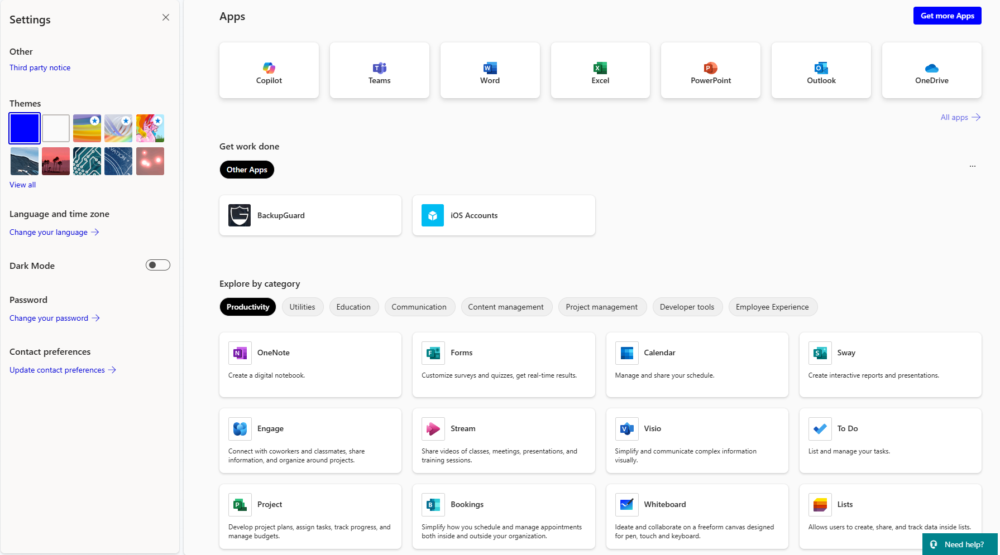 Settings
Other
Third party notice
Themes
View all
Language and time zone
Change your language
Dark Mode
Password
Change your password
Contact preferences
Update contact preferences
Apps
Get more Apps
Copilot
Teams
Word
Excel
PowerPoint
Outlook
OneDrive
All apps
Get work done
Other Apps
...
BackupGuard
iOS Accounts
Explore by category
Productivity
Utilities
Education
Communication
Content management
Project management
Developer tools
Employee Experience
OneNote
Create a digital notebook.
Forms
Customize surveys and quizzes, get real-time results.
Calendar
Manage and share your schedule.
Sway
Create interactive reports and presentations.
Engage
Connect with coworkers and classmates, share
information, and organize around projects.
Stream
Share videos of classes, meetings, presentations, and
training sessions.
Visio
Simplify and communicate complex information
visually.
To Do
List and manage your tasks.
Project
Develop project plans, assign tasks, track progress, and
manage budgets.
Bookings
Simplify how you schedule and manage appointments
both inside and outside your organization.
Whiteboard
Ideate and collaborate on a freeform canvas designed
for pen, touch and keyboard.
Lists
Allows users to create, share, and track data inside lists.
Need help?